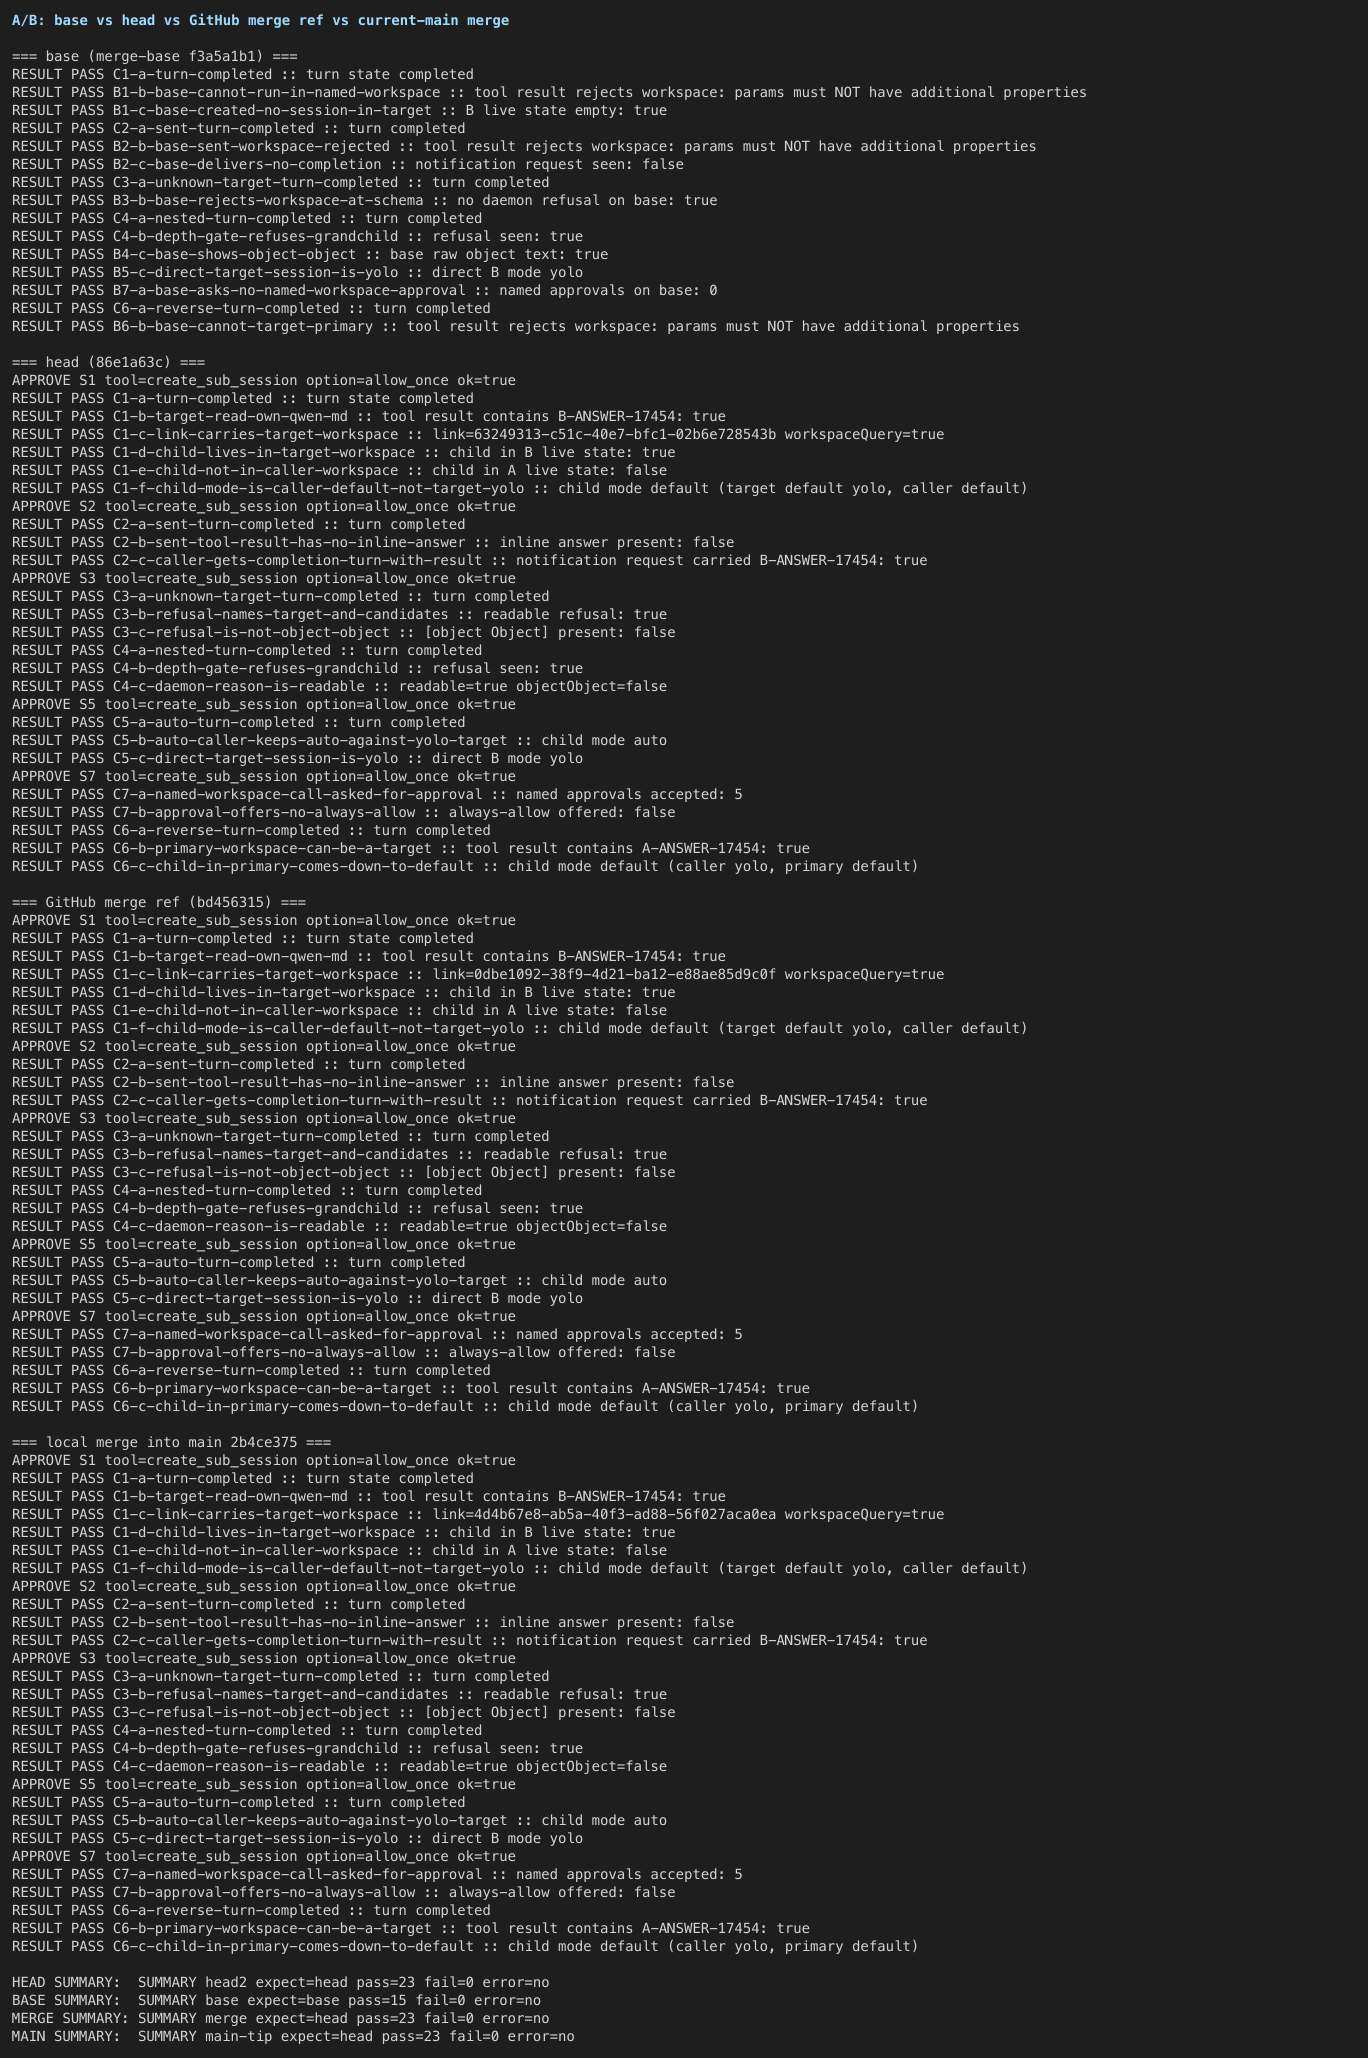 A/B: base vs head vs GitHub merge ref vs current-main merge
=== base (merge-base f3a5a1b1) ===
RESULT PASS C1-a-turn-completed :: turn state completed
RESULT PASS B1-b-base-cannot-run-in-named-workspace :: tool result rejects workspace: params must NOT have additional properties
RESULT PASS B1-c-base-created-no-session-in-target :: B live state empty: true
RESULT PASS C2-a-sent-turn-completed :: turn completed
RESULT PASS B2-b-base-sent-workspace-rejected :: tool result rejects workspace: params must NOT have additional properties
RESULT PASS B2-c-base-delivers-no-completion :: notification request seen: false
RESULT PASS C3-a-unknown-target-turn-completed :: turn completed
RESULT PASS B3-b-base-rejects-workspace-at-schema :: no daemon refusal on base: true
RESULT PASS C4-a-nested-turn-completed :: turn completed
RESULT PASS C4-b-depth-gate-refuses-grandchild :: refusal seen: true
RESULT PASS B4-c-base-shows-object-object :: base raw object text: true
RESULT PASS B5-c-direct-target-session-is-yolo :: direct B mode yolo
RESULT PASS B7-a-base-asks-no-named-workspace-approval :: named approvals on base: 0
RESULT PASS C6-a-reverse-turn-completed :: turn completed
RESULT PASS B6-b-base-cannot-target-primary :: tool result rejects workspace: params must NOT have additional properties
=== head (86e1a63c) ===
APPROVE S1 tool=create_sub_session option=allow_once ok=true
RESULT PASS C1-a-turn-completed :: turn state completed
RESULT PASS C1-b-target-read-own-qwen-md :: tool result contains B-ANSWER-17454: true
RESULT PASS C1-c-link-carries-target-workspace :: link=63249313-c51c-40e7-bfc1-02b6e728543b workspaceQuery=true
RESULT PASS C1-d-child-lives-in-target-workspace :: child in B live state: true
RESULT PASS C1-e-child-not-in-caller-workspace :: child in A live state: false
RESULT PASS C1-f-child-mode-is-caller-default-not-target-yolo :: child mode default (target default yolo, caller default)
APPROVE S2 tool=create_sub_session option=allow_once ok=true
RESULT PASS C2-a-sent-turn-completed :: turn completed
RESULT PASS C2-b-sent-tool-result-has-no-inline-answer :: inline answer present: false
RESULT PASS C2-c-caller-gets-completion-turn-with-result :: notification request carried B-ANSWER-17454: true
APPROVE S3 tool=create_sub_session option=allow_once ok=true
RESULT PASS C3-a-unknown-target-turn-completed :: turn completed
RESULT PASS C3-b-refusal-names-target-and-candidates :: readable refusal: true
RESULT PASS C3-c-refusal-is-not-object-object :: [object Object] present: false
RESULT PASS C4-a-nested-turn-completed :: turn completed
RESULT PASS C4-b-depth-gate-refuses-grandchild :: refusal seen: true
RESULT PASS C4-c-daemon-reason-is-readable :: readable=true objectObject=false
APPROVE S5 tool=create_sub_session option=allow_once ok=true
RESULT PASS C5-a-auto-turn-completed :: turn completed
RESULT PASS C5-b-auto-caller-keeps-auto-against-yolo-target :: child mode auto
RESULT PASS C5-c-direct-target-session-is-yolo :: direct B mode yolo
APPROVE S7 tool=create_sub_session option=allow_once ok=true
RESULT PASS C7-a-named-workspace-call-asked-for-approval :: named approvals accepted: 5
RESULT PASS C7-b-approval-offers-no-always-allow :: always-allow offered: false
RESULT PASS C6-a-reverse-turn-completed :: turn completed
RESULT PASS C6-b-primary-workspace-can-be-a-target :: tool result contains A-ANSWER-17454: true
RESULT PASS C6-c-child-in-primary-comes-down-to-default :: child mode default (caller yolo, primary default)
=== GitHub merge ref (bd456315) ===
APPROVE S1 tool=create_sub_session option=allow_once ok=true
RESULT PASS C1-a-turn-completed :: turn state completed
RESULT PASS C1-b-target-read-own-qwen-md :: tool result contains B-ANSWER-17454: true
RESULT PASS C1-c-link-carries-target-workspace :: link=0dbe1092-38f9-4d21-ba12-e88ae85d9c0f workspaceQuery=true
RESULT PASS C1-d-child-lives-in-target-workspace :: child in B live state: true
RESULT PASS C1-e-child-not-in-caller-workspace :: child in A live state: false
RESULT PASS C1-f-child-mode-is-caller-default-not-target-yolo :: child mode default (target default yolo, caller default)
APPROVE S2 tool=create_sub_session option=allow_once ok=true
RESULT PASS C2-a-sent-turn-completed :: turn completed
RESULT PASS C2-b-sent-tool-result-has-no-inline-answer :: inline answer present: false
RESULT PASS C2-c-caller-gets-completion-turn-with-result :: notification request carried B-ANSWER-17454: true
APPROVE S3 tool=create_sub_session option=allow_once ok=true
RESULT PASS C3-a-unknown-target-turn-completed :: turn completed
RESULT PASS C3-b-refusal-names-target-and-candidates :: readable refusal: true
RESULT PASS C3-c-refusal-is-not-object-object :: [object Object] present: false
RESULT PASS C4-a-nested-turn-completed :: turn completed
RESULT PASS C4-b-depth-gate-refuses-grandchild :: refusal seen: true
RESULT PASS C4-c-daemon-reason-is-readable :: readable=true objectObject=false
APPROVE S5 tool=create_sub_session option=allow_once ok=true
RESULT PASS C5-a-auto-turn-completed :: turn completed
RESULT PASS C5-b-auto-caller-keeps-auto-against-yolo-target :: child mode auto
RESULT PASS C5-c-direct-target-session-is-yolo :: direct B mode yolo
APPROVE S7 tool=create_sub_session option=allow_once ok=true
RESULT PASS C7-a-named-workspace-call-asked-for-approval :: named approvals accepted: 5
RESULT PASS C7-b-approval-offers-no-always-allow :: always-allow offered: false
RESULT PASS C6-a-reverse-turn-completed :: turn completed
RESULT PASS C6-b-primary-workspace-can-be-a-target :: tool result contains A-ANSWER-17454: true
RESULT PASS C6-c-child-in-primary-comes-down-to-default :: child mode default (caller yolo, primary default)
=== local merge into main 2b4ce375 ===
APPROVE S1 tool=create_sub_session option=allow_once ok=true
RESULT PASS C1-a-turn-completed :: turn state completed
RESULT PASS C1-b-target-read-own-qwen-md :: tool result contains B-ANSWER-17454: true
RESULT PASS C1-c-link-carries-target-workspace :: link=4d4b67e8-ab5a-40f3-ad88-56f027aca0ea workspaceQuery=true
RESULT PASS C1-d-child-lives-in-target-workspace :: child in B live state: true
RESULT PASS C1-e-child-not-in-caller-workspace :: child in A live state: false
RESULT PASS C1-f-child-mode-is-caller-default-not-target-yolo :: child mode default (target default yolo, caller default)
APPROVE S2 tool=create_sub_session option=allow_once ok=true
RESULT PASS C2-a-sent-turn-completed :: turn completed
RESULT PASS C2-b-sent-tool-result-has-no-inline-answer :: inline answer present: false
RESULT PASS C2-c-caller-gets-completion-turn-with-result :: notification request carried B-ANSWER-17454: true
APPROVE S3 tool=create_sub_session option=allow_once ok=true
RESULT PASS C3-a-unknown-target-turn-completed :: turn completed
RESULT PASS C3-b-refusal-names-target-and-candidates :: readable refusal: true
RESULT PASS C3-c-refusal-is-not-object-object :: [object Object] present: false
RESULT PASS C4-a-nested-turn-completed :: turn completed
RESULT PASS C4-b-depth-gate-refuses-grandchild :: refusal seen: true
RESULT PASS C4-c-daemon-reason-is-readable :: readable=true objectObject=false
APPROVE S5 tool=create_sub_session option=allow_once ok=true
RESULT PASS C5-a-auto-turn-completed :: turn completed
RESULT PASS C5-b-auto-caller-keeps-auto-against-yolo-target :: child mode auto
RESULT PASS C5-c-direct-target-session-is-yolo :: direct B mode yolo
APPROVE S7 tool=create_sub_session option=allow_once ok=true
RESULT PASS C7-a-named-workspace-call-asked-for-approval :: named approvals accepted: 5
RESULT PASS C7-b-approval-offers-no-always-allow :: always-allow offered: false
RESULT PASS C6-a-reverse-turn-completed :: turn completed
RESULT PASS C6-b-primary-workspace-can-be-a-target :: tool result contains A-ANSWER-17454: true
RESULT PASS C6-c-child-in-primary-comes-down-to-default :: child mode default (caller yolo, primary default)
HEAD SUMMARY:  SUMMARY head2 expect=head pass=23 fail=0 error=no
BASE SUMMARY:  SUMMARY base expect=base pass=15 fail=0 error=no
MERGE SUMMARY: SUMMARY merge expect=head pass=23 fail=0 error=no
MAIN SUMMARY:  SUMMARY main-tip expect=head pass=23 fail=0 error=no